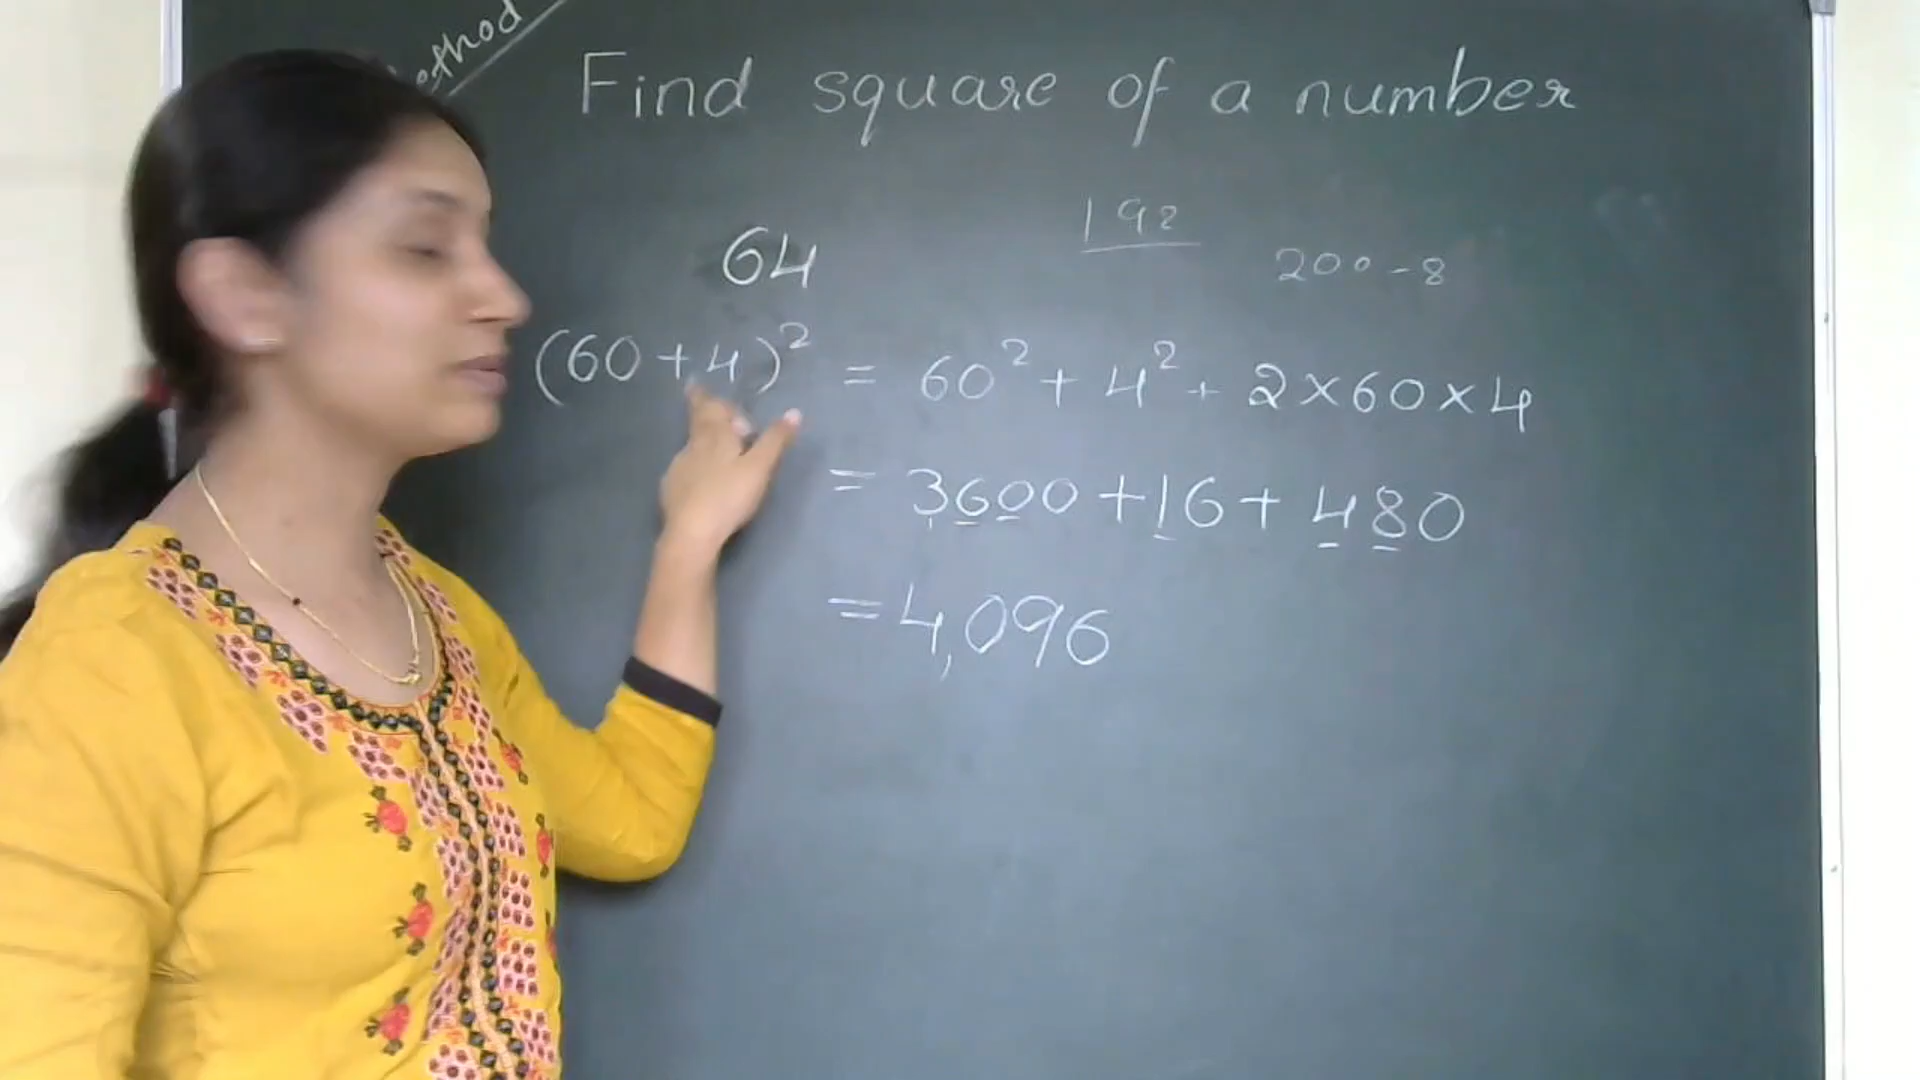 Find square of a number
64
192
200-8
(60+4)² = 60² + 4² + 2×60×4
= 3600 + 16 + 480
= 4,096